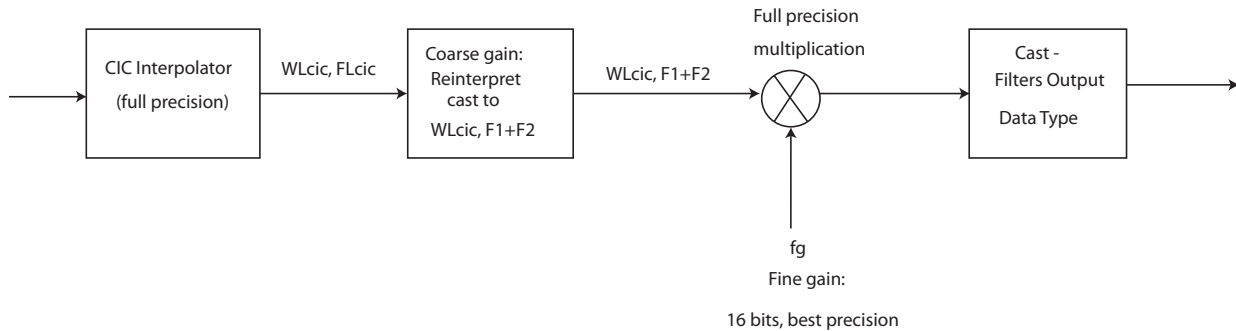 CIC Interpolator
(full precision)
WLcic, FLcic
Coarse gain:
Reinterpret
cast to
WLcic, F1+F2
WLcic, F1+F2
Full precision
multiplication
fg
Fine gain:
16 bits, best precision
Cast -
Filters Output
Data Type